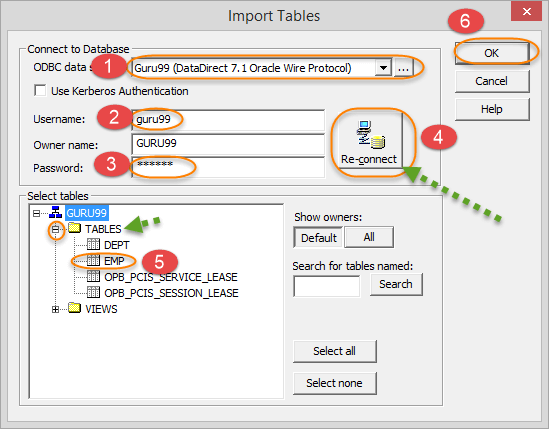 Import Tables
6
Connect to Database
ODBC data s
1
Guru99 (DataDirect 7.1 Oracle Wire Protocol)
...
OK
Use Kerberos Authentication
Cancel
Username:
2
guru99
Help
Owner name:
GURU99
4
Password:
3
******
Re-connect
Select tables
GURU99
TABLES
DEPT
EMP
5
OPB_PCIS_SERVICE_LEASE
OPB_PCIS_SESSION_LEASE
VIEWS
Show owners:
Default
All
Search for tables named:
Search
Select all
Select none